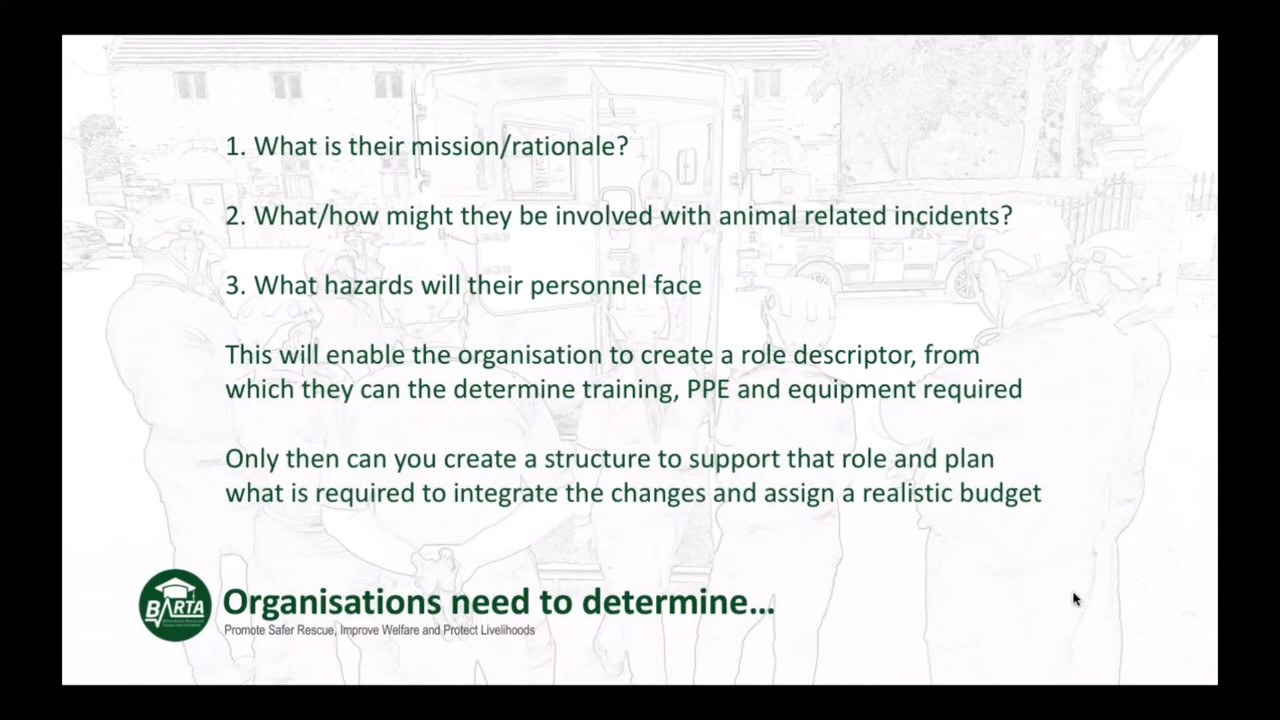 1. What is their mission/rationale?
2. What/how might they be involved with animal related incidents?
3. What hazards will their personnel face
This will enable the organisation to create a role descriptor, from
which they can the determine training, PPE and equipment required
Only then can you create a structure to support that role and plan
what is required to integrate the changes and assign a realistic budget
BARTA
Organisations need to determine...
Promote Safer Rescue, Improve Welfare and Protect Livelihoods